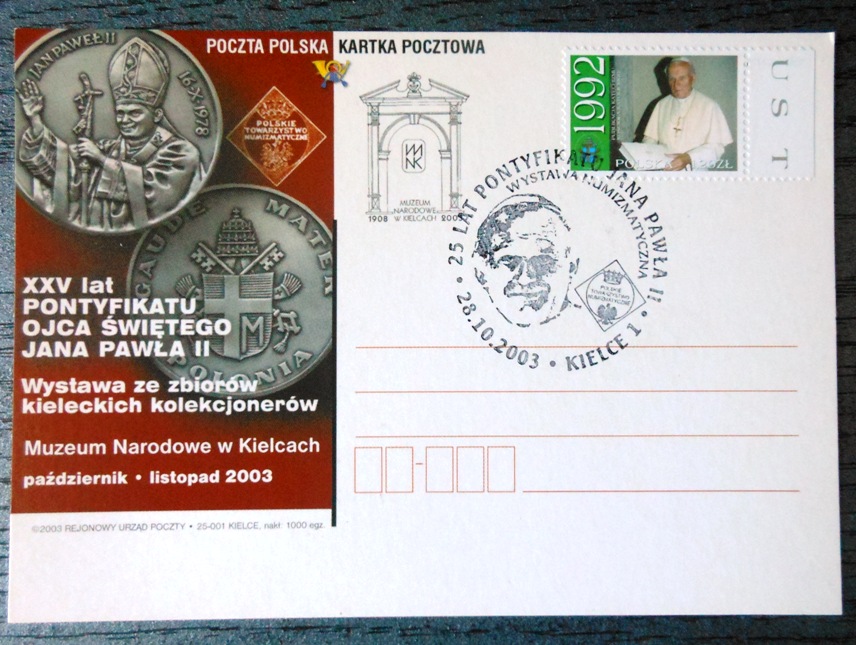 POCZTA POLSKA KARTKA POCZTOWA
JAN PAWEŁ II
16 X 1978
POLSKIE
TOWARZYSTWO
NUMIZMATYCZNE
GAUDE MATER
POLONIA
M
XXV lat
PONTYFIKATU
OJCA ŚWIĘTEGO
JANA PAWŁA II
Wystawa ze zbiorów
kieleckich kolekcjonerów
Muzeum Narodowe w Kielcach
październik • listopad 2003
©2003 REJONOWY URZĄD POCZTY • 25-001 KIELCE, nakł. 1000 egz.
MNK
MUZEUM
NARODOWE
1908 W KIELCACH 2003
1992
POLSKA
ZŁ
U S T
25 LAT PONTYFIKATU JANA PAWŁA II
WYSTAWA NUMIZMATYCZNA
POLSKIE
TOWARZYSTWO
NUMIZMATYCZNE
• 28.10.2003 • KIELCE 1 •